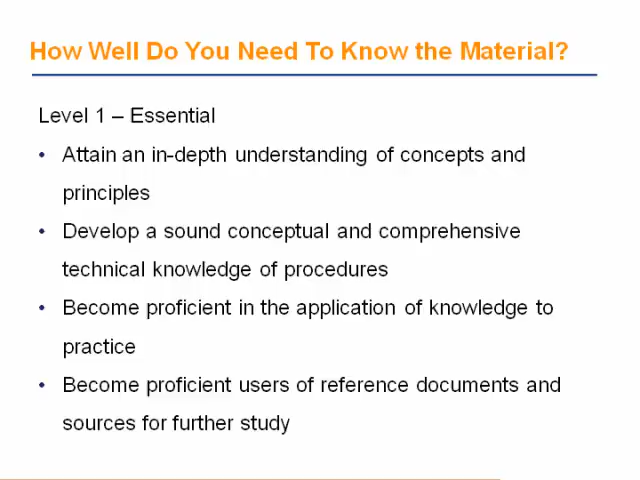 How Well Do You Need To Know the Material?
Level 1 – Essential
• Attain an in-depth understanding of concepts and
principles
• Develop a sound conceptual and comprehensive
technical knowledge of procedures
• Become proficient in the application of knowledge to
practice
• Become proficient users of reference documents and
sources for further study